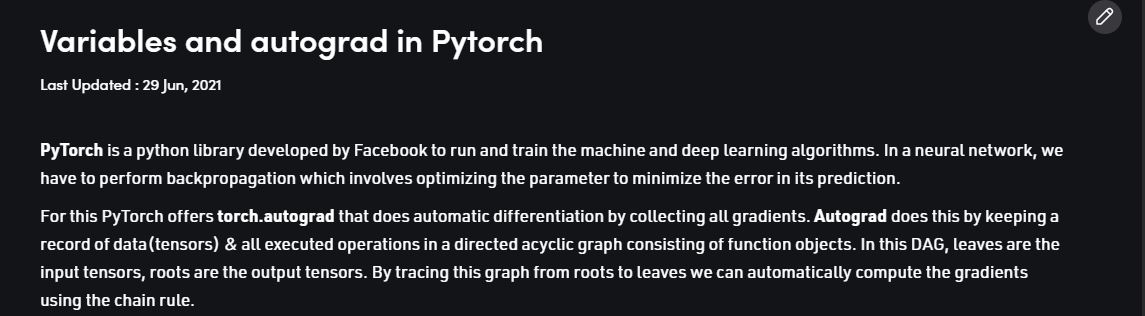 Variables and autograd in Pytorch
Last Updated : 29 Jun, 2021
PyTorch is a python library developed by Facebook to run and train the machine and deep learning algorithms. In a neural network, we
have to perform backpropagation which involves optimizing the parameter to minimize the error in its prediction.
For this PyTorch offers torch.autograd that does automatic differentiation by collecting all gradients. Autograd does this by keeping a
record of data(tensors) & all executed operations in a directed acyclic graph consisting of function objects. In this DAG, leaves are the
input tensors, roots are the output tensors. By tracing this graph from roots to leaves we can automatically compute the gradients
using the chain rule.